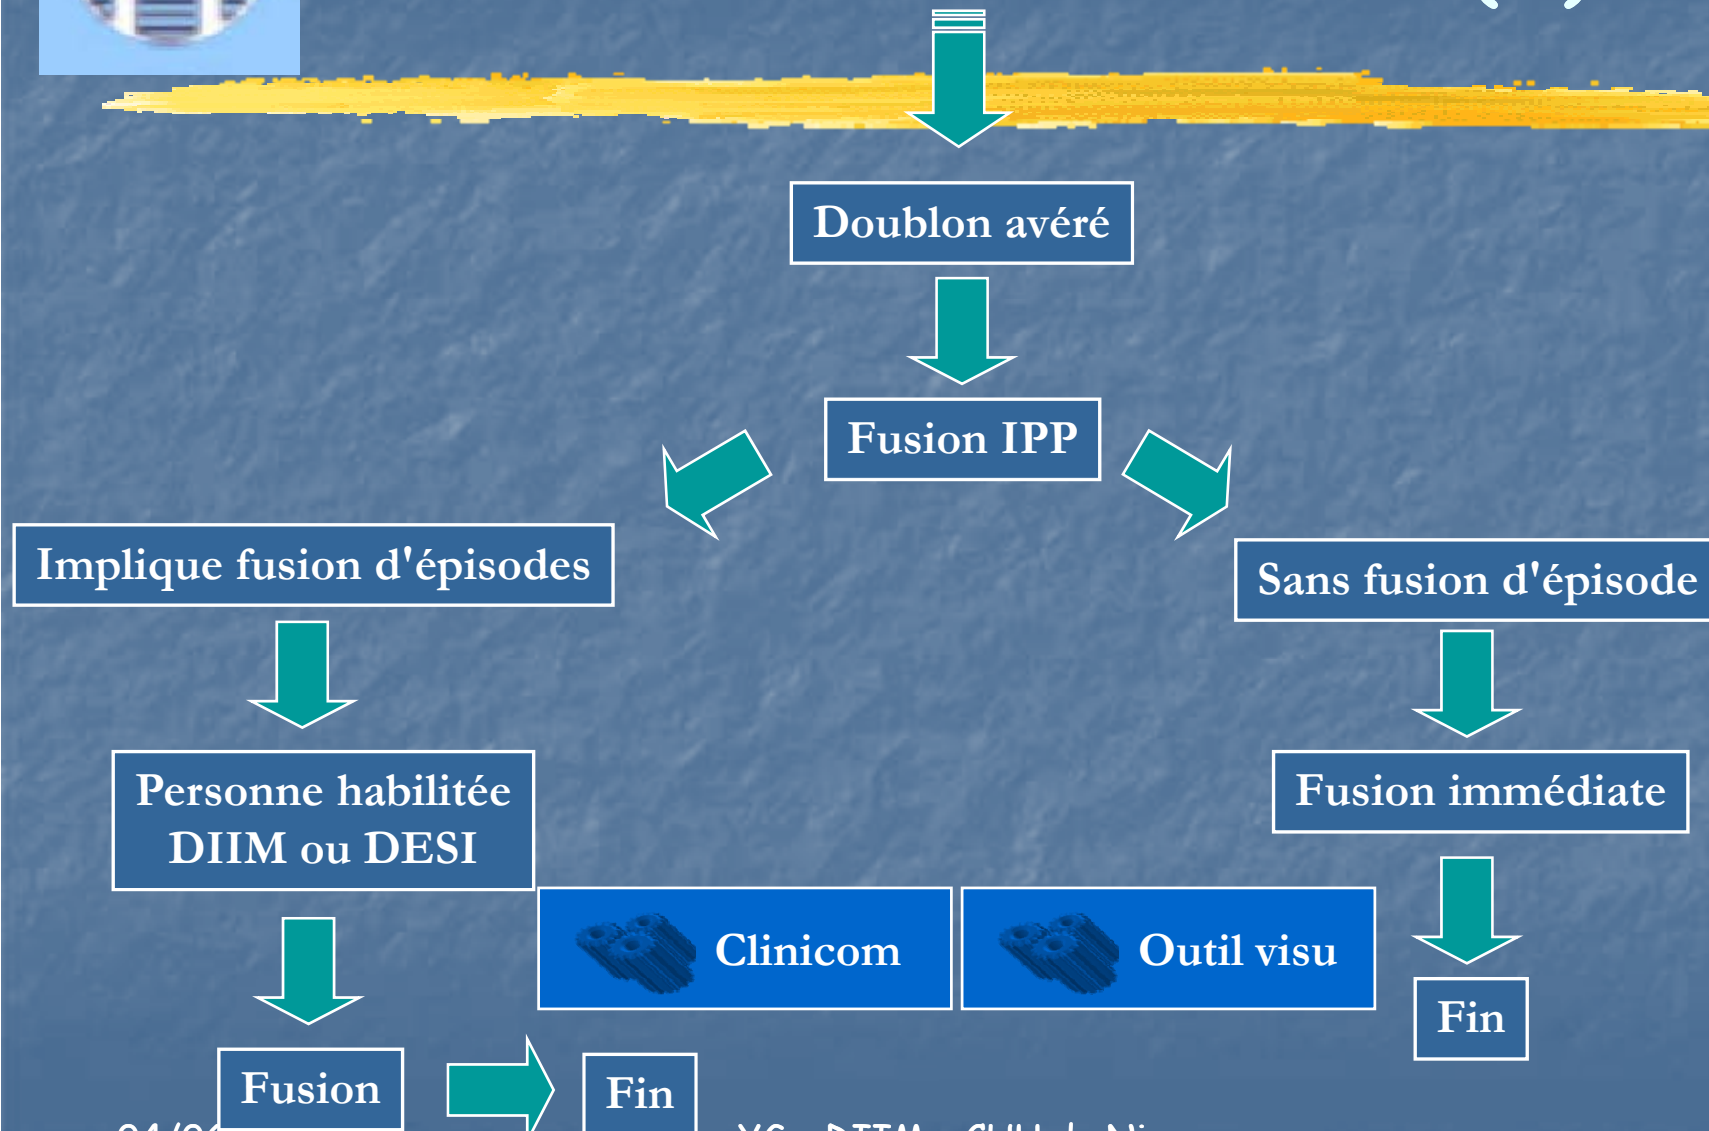 Doublon avéré
Fusion IPP
Implique fusion d'épisodes
Sans fusion d'épisode
Personne habilitée
DIIM ou DESI
Fusion immédiate
Clinicom
Outil visu
Fin
Fusion
Fin